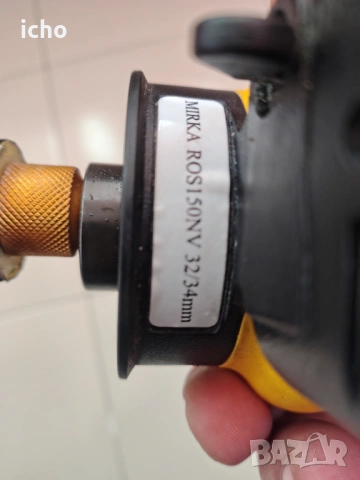 icho
MIRKA ROS150NV 32/34mm
BAZAR